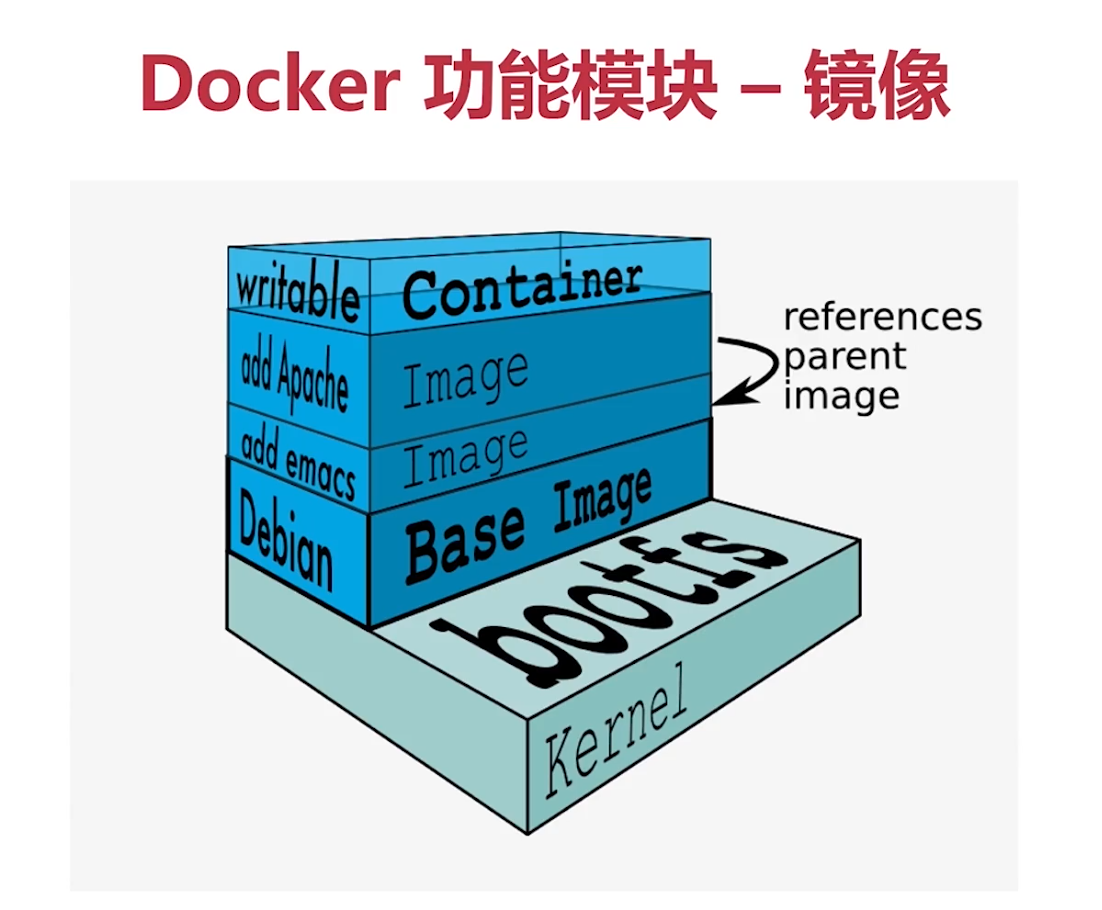 Docker 功能模块 – 镜像
writable Container
add Apache Image
references
parent
image
add emacs Image
Debian Base Image
bootfs
Kernel